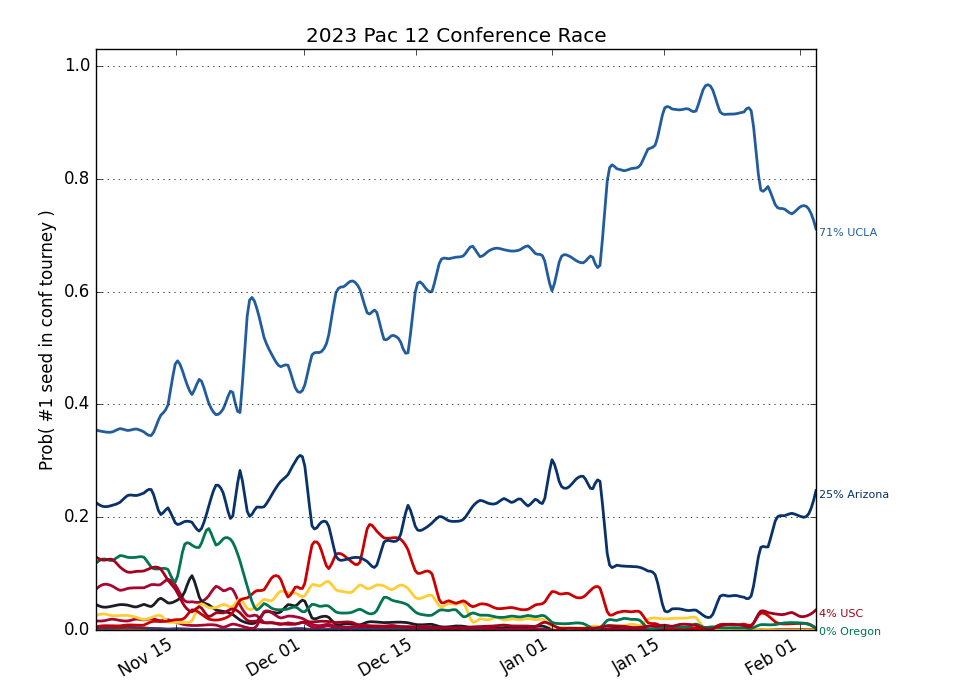 2023 Pac 12 Conference Race
Prob( #1 seed in conf tourney )
1.0
0.8
0.6
0.4
0.2
0.0
71% UCLA
25% Arizona
4% USC
0% Oregon
Nov 15
Dec 01
Dec 15
Jan 01
Jan 15
Feb 01